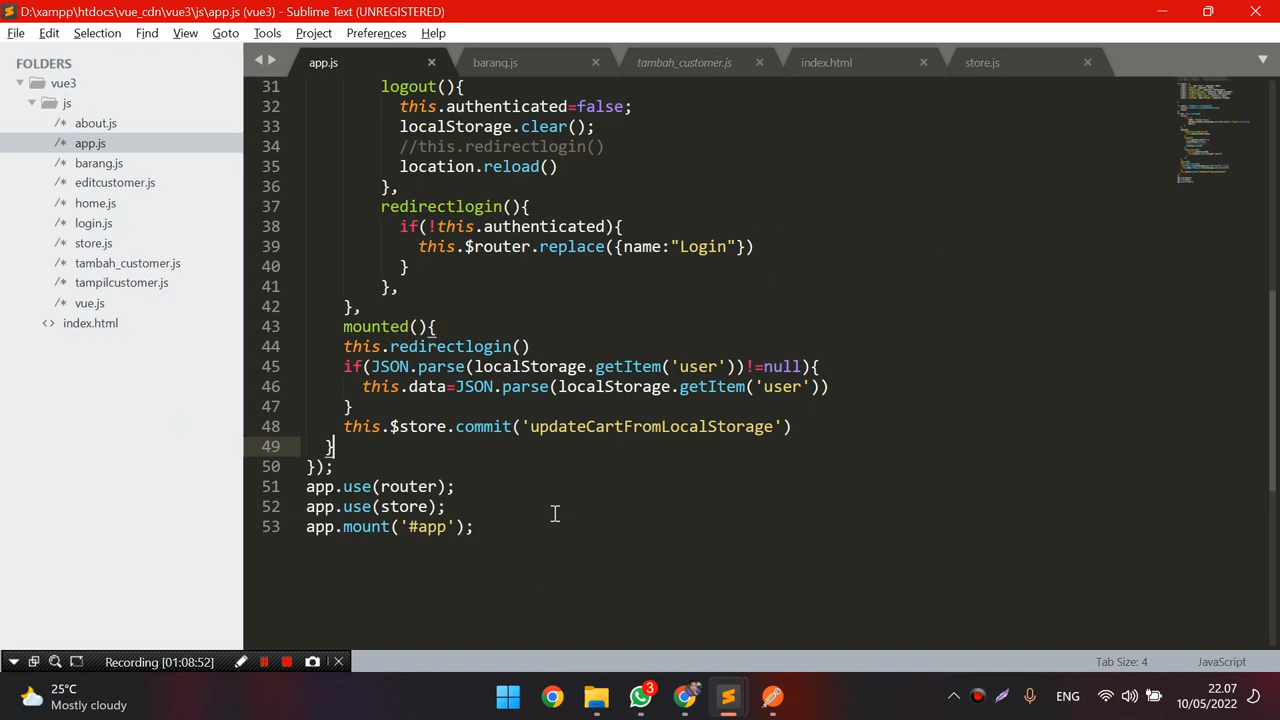 D:\xampp\htdocs\vue_cdn\vue3\js\app.js (vue3) - Sublime Text (UNREGISTERED)
File Edit Selection Find View Goto Tools Project Preferences Help
FOLDERS
vue3
js
/* about.js
/* app.js
/* barang.js
/* editcustomer.js
/* home.js
/* login.js
/* store.js
/* tambah_customer.js
/* tampilcustomer.js
/* vue.js
<> index.html
app.js barang.js tambah_customer.js index.html store.js
31 logout(){
32 this.authenticated=false;
33 localStorage.clear();
34 //this.redirectlogin()
35 location.reload()
36 },
37 redirectlogin(){
38 if(!this.authenticated){
39 this.$router.replace({name:"Login"})
40 }
41 },
42 },
43 mounted(){
44 this.redirectlogin()
45 if(JSON.parse(localStorage.getItem('user'))!=null){
46 this.data=JSON.parse(localStorage.getItem('user'))
47 }
48 this.$store.commit('updateCartFromLocalStorage')
49 }
50 });
51 app.use(router);
52 app.use(store);
53 app.mount('#app');
Recording [01:08:52]
Tab Size: 4 JavaScript
25°C
Mostly cloudy
3
ENG
22.07
10/05/2022